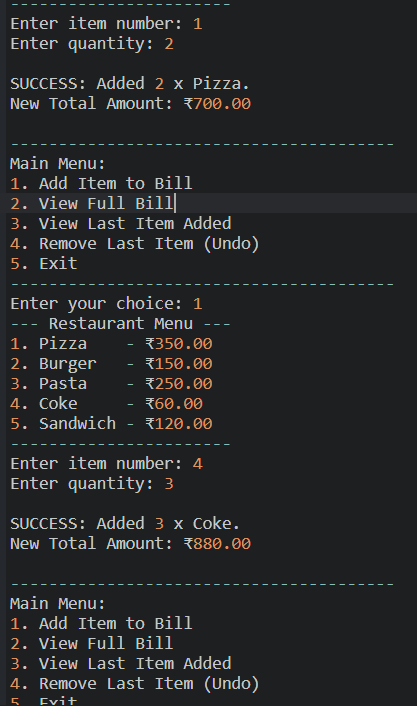 -----------------------
Enter item number: 1
Enter quantity: 2
SUCCESS: Added 2 x Pizza.
New Total Amount: ₹700.00
----------------------------------------
Main Menu:
1. Add Item to Bill
2. View Full Bill
3. View Last Item Added
4. Remove Last Item (Undo)
5. Exit
----------------------------------------
Enter your choice: 1
--- Restaurant Menu ---
1. Pizza    - ₹350.00
2. Burger   - ₹150.00
3. Pasta    - ₹250.00
4. Coke     - ₹60.00
5. Sandwich - ₹120.00
-----------------------
Enter item number: 4
Enter quantity: 3
SUCCESS: Added 3 x Coke.
New Total Amount: ₹880.00
----------------------------------------
Main Menu:
1. Add Item to Bill
2. View Full Bill
3. View Last Item Added
4. Remove Last Item (Undo)
5. Exit